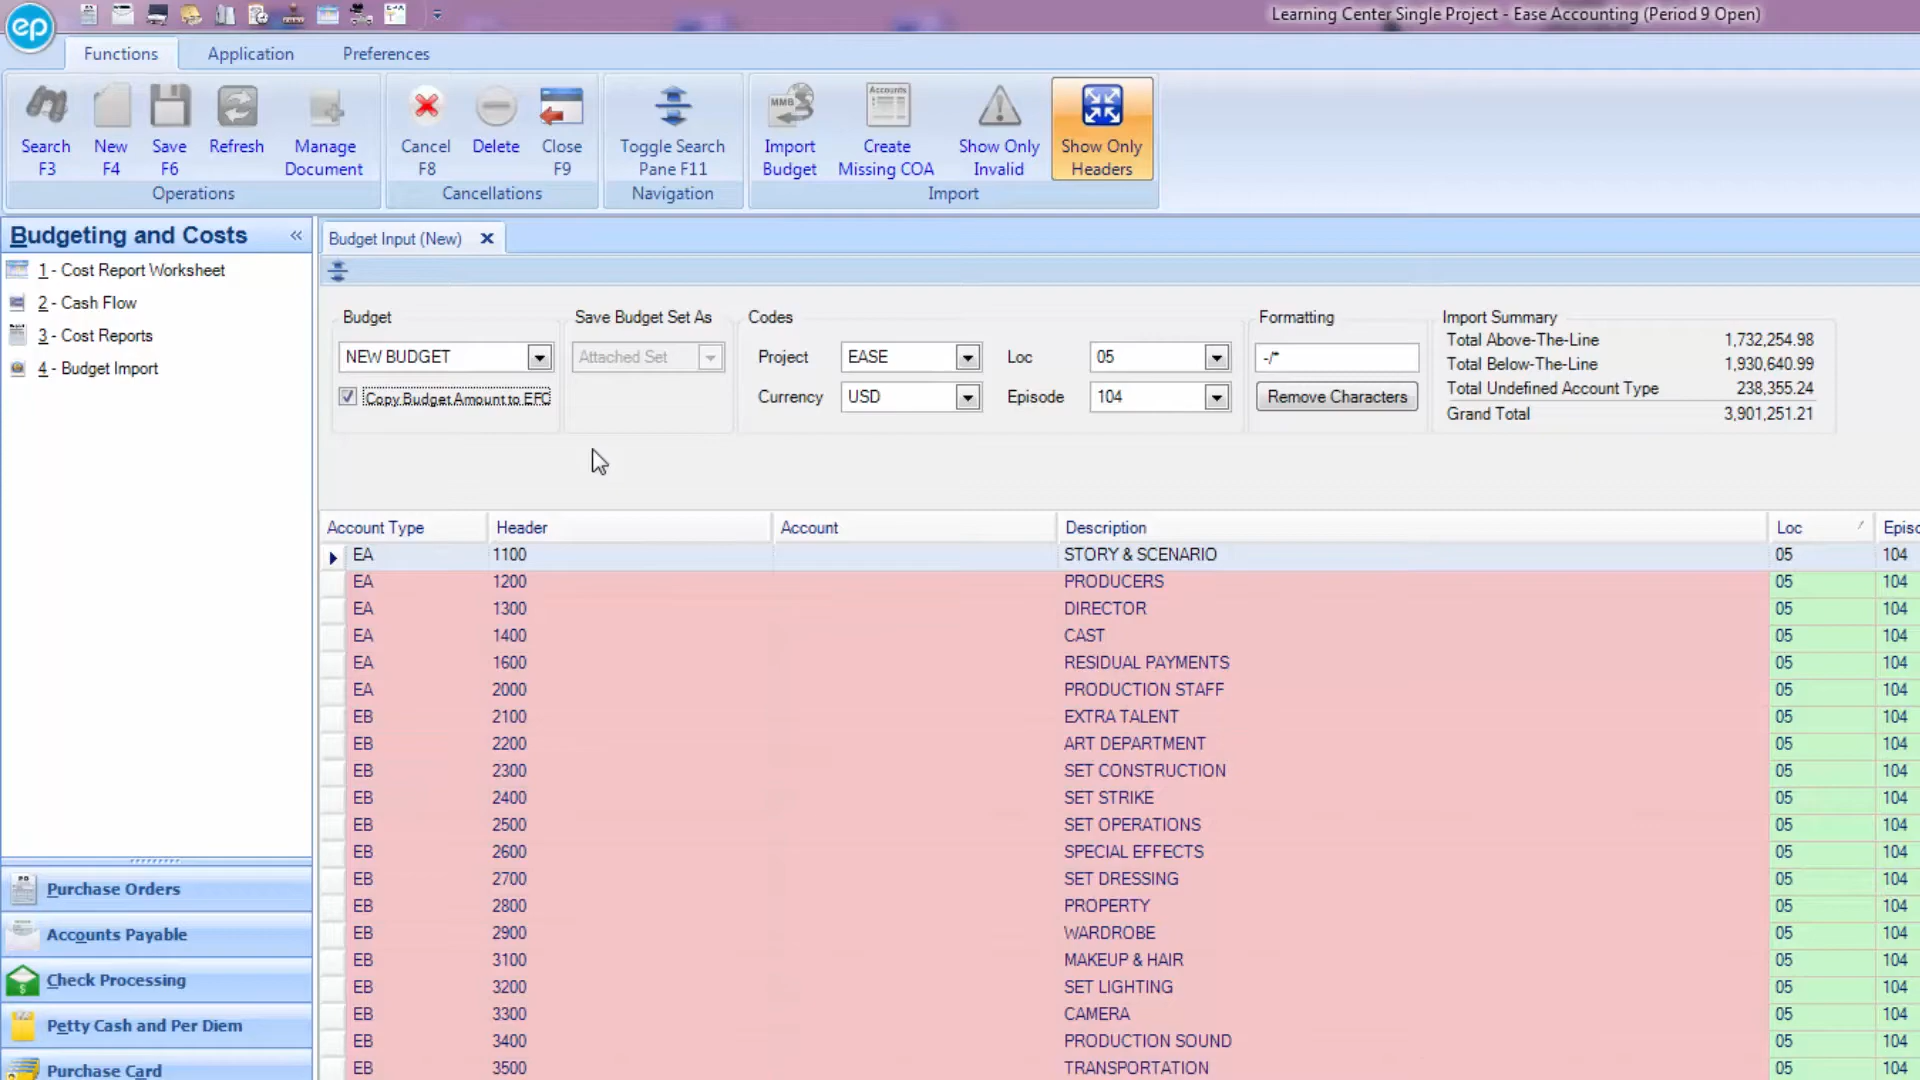 Learning Center Single Project - Ease Accounting (Period 9 Open)
ep
Functions Application Preferences
Search F3
New F4
Save F6
Refresh
Manage Document
Operations
Cancel F8
Delete
Close F9
Cancellations
Toggle Search Pane F11
Navigation
MMB
Import Budget
Accounts
Create Missing COA
Show Only Invalid
Show Only Headers
Import
Budgeting and Costs «
1 - Cost Report Worksheet
2 - Cash Flow
3 - Cost Reports
4 - Budget Import
Purchase Orders
Accounts Payable
Check Processing
Petty Cash and Per Diem
Purchase Card
Budget Input (New)
Budget
NEW BUDGET
Copy Budget Amount to EFC
Save Budget Set As
Attached Set
Codes
Project EASE Loc 05
Currency USD Episode 104
Formatting
-/*
Remove Characters
Import Summary
Total Above-The-Line 1,732,254.98
Total Below-The-Line 1,930,640.99
Total Undefined Account Type 238,355.24
Grand Total 3,901,251.21
Account Type Header Account Description Loc Episo
EA 1100 STORY & SCENARIO 05 104
EA 1200 PRODUCERS 05 104
EA 1300 DIRECTOR 05 104
EA 1400 CAST 05 104
EA 1600 RESIDUAL PAYMENTS 05 104
EA 2000 PRODUCTION STAFF 05 104
EB 2100 EXTRA TALENT 05 104
EB 2200 ART DEPARTMENT 05 104
EB 2300 SET CONSTRUCTION 05 104
EB 2400 SET STRIKE 05 104
EB 2500 SET OPERATIONS 05 104
EB 2600 SPECIAL EFFECTS 05 104
EB 2700 SET DRESSING 05 104
EB 2800 PROPERTY 05 104
EB 2900 WARDROBE 05 104
EB 3100 MAKEUP & HAIR 05 104
EB 3200 SET LIGHTING 05 104
EB 3300 CAMERA 05 104
EB 3400 PRODUCTION SOUND 05 104
EB 3500 TRANSPORTATION 05 104